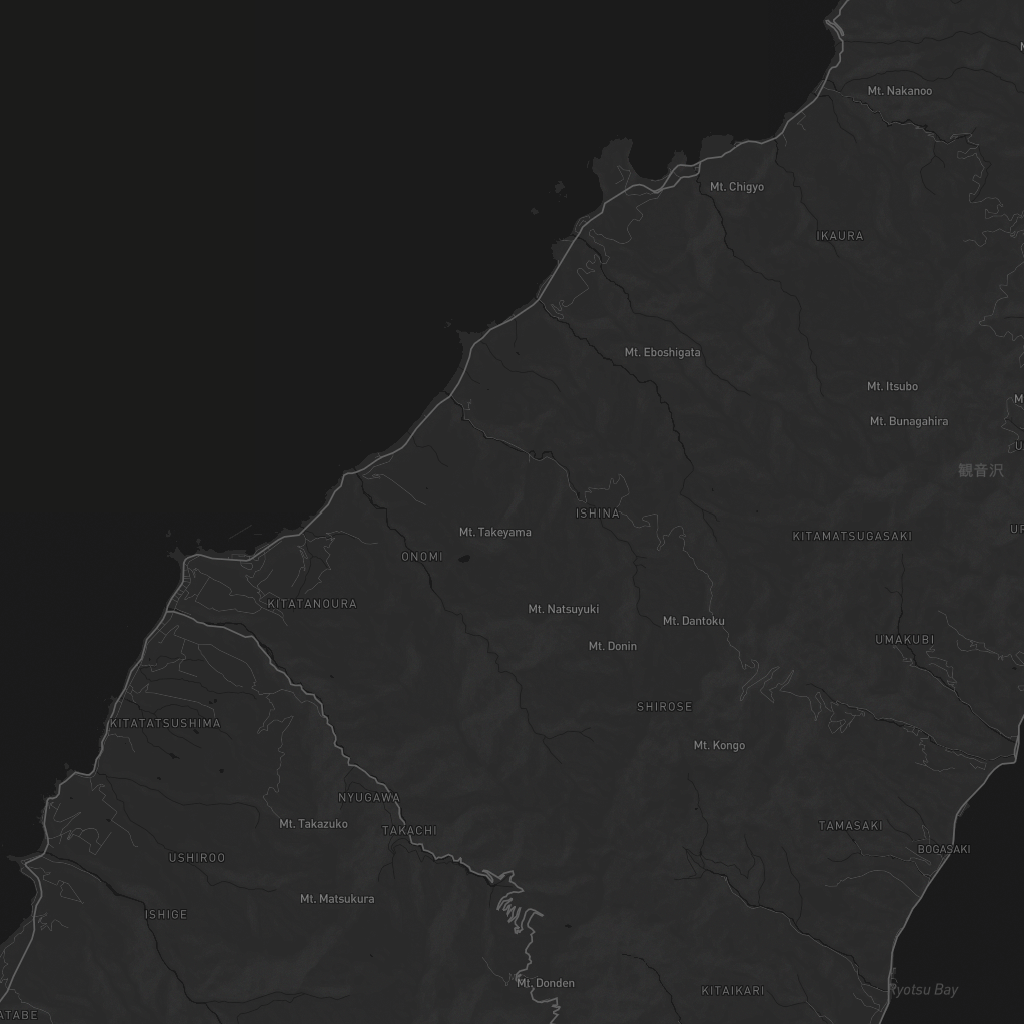 Mt. Nakanoo
Mt. Chigyo
IKAURA
Mt. Eboshigata
Mt. Itsubo
Mt. Bunagahira
観音沢
ISHINA
Mt. Takeyama
KITAMATSUGASAKI
ONOMI
KITATANOURA
Mt. Natsuyuki
Mt. Dantoku
UMAKUBI
Mt. Donin
SHIROSE
KITATATSUSHIMA
Mt. Kongo
NYUGAWA
Mt. Takazuko
TAKACHI
TAMASAKI
BOGASAKI
USHIROO
Mt. Matsukura
ISHIGE
Mt. Donden
KITAIKARI
Ryotsu Bay
ATABE